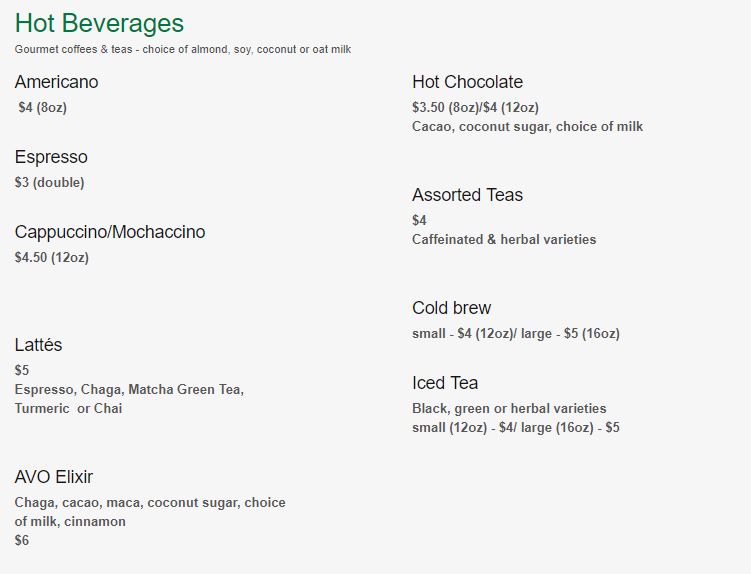 Hot Beverages
Gourmet coffees & teas - choice of almond, soy, coconut or oat milk
Americano
$4 (8oz)
Espresso
$3 (double)
Cappuccino/Mochaccino
$4.50 (12oz)
Lattés
$5
Espresso, Chaga, Matcha Green Tea,
Turmeric  or Chai
AVO Elixir
Chaga, cacao, maca, coconut sugar, choice
of milk, cinnamon
$6
Hot Chocolate
$3.50 (8oz)/$4 (12oz)
Cacao, coconut sugar, choice of milk
Assorted Teas
$4
Caffeinated & herbal varieties
Cold brew
small - $4 (12oz)/ large - $5 (16oz)
Iced Tea
Black, green or herbal varieties
small (12oz) - $4/ large (16oz) - $5